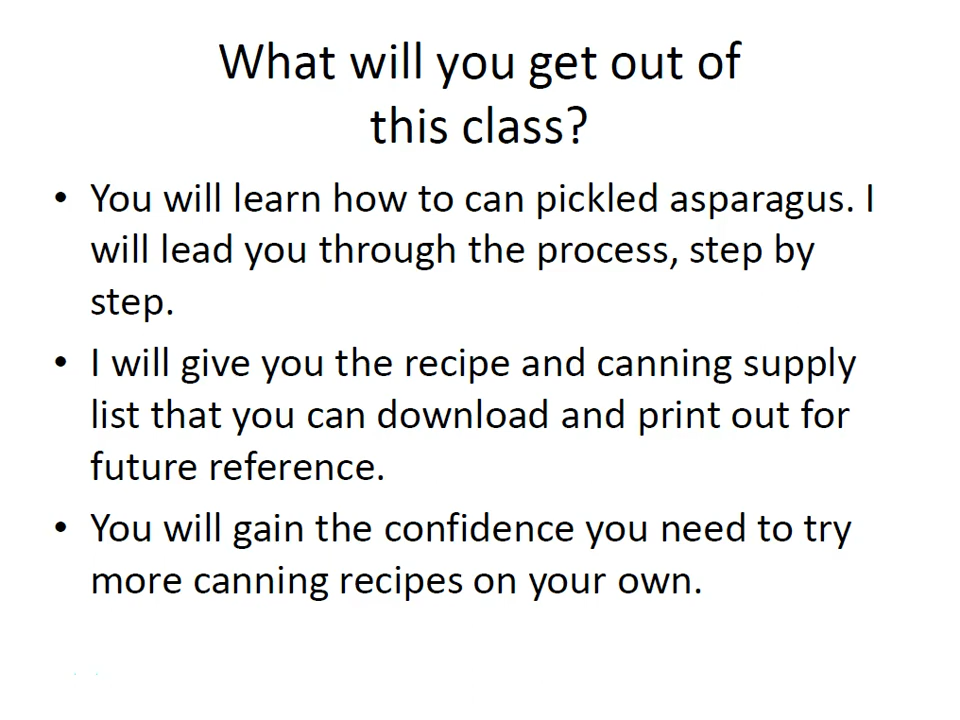 What will you get out of
this class?
• You will learn how to can pickled asparagus. I
will lead you through the process, step by
step.
• I will give you the recipe and canning supply
list that you can download and print out for
future reference.
• You will gain the confidence you need to try
more canning recipes on your own.